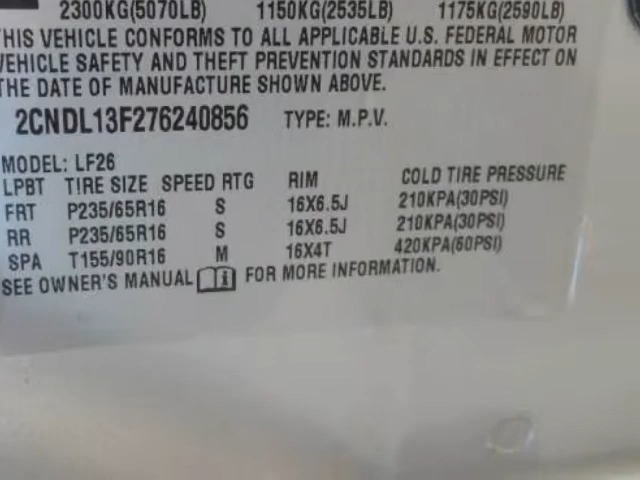 2300KG(5070LB) 1150KG(2535LB) 1175KG(2590LB)
THIS VEHICLE CONFORMS TO ALL APPLICABLE U.S. FEDERAL MOTOR
VEHICLE SAFETY AND THEFT PREVENTION STANDARDS IN EFFECT ON
THE DATE OF MANUFACTURE SHOWN ABOVE.
2CNDL13F276240856 TYPE: M.P.V.
MODEL: LF26
LPBT TIRE SIZE SPEED RTG RIM COLD TIRE PRESSURE
FRT P235/65R16 S 16X6.5J 210KPA(30PSI)
RR P235/65R16 S 16X6.5J 210KPA(30PSI)
SPA T155/90R16 M 16X4T 420KPA(60PSI)
SEE OWNER'S MANUAL i FOR MORE INFORMATION.